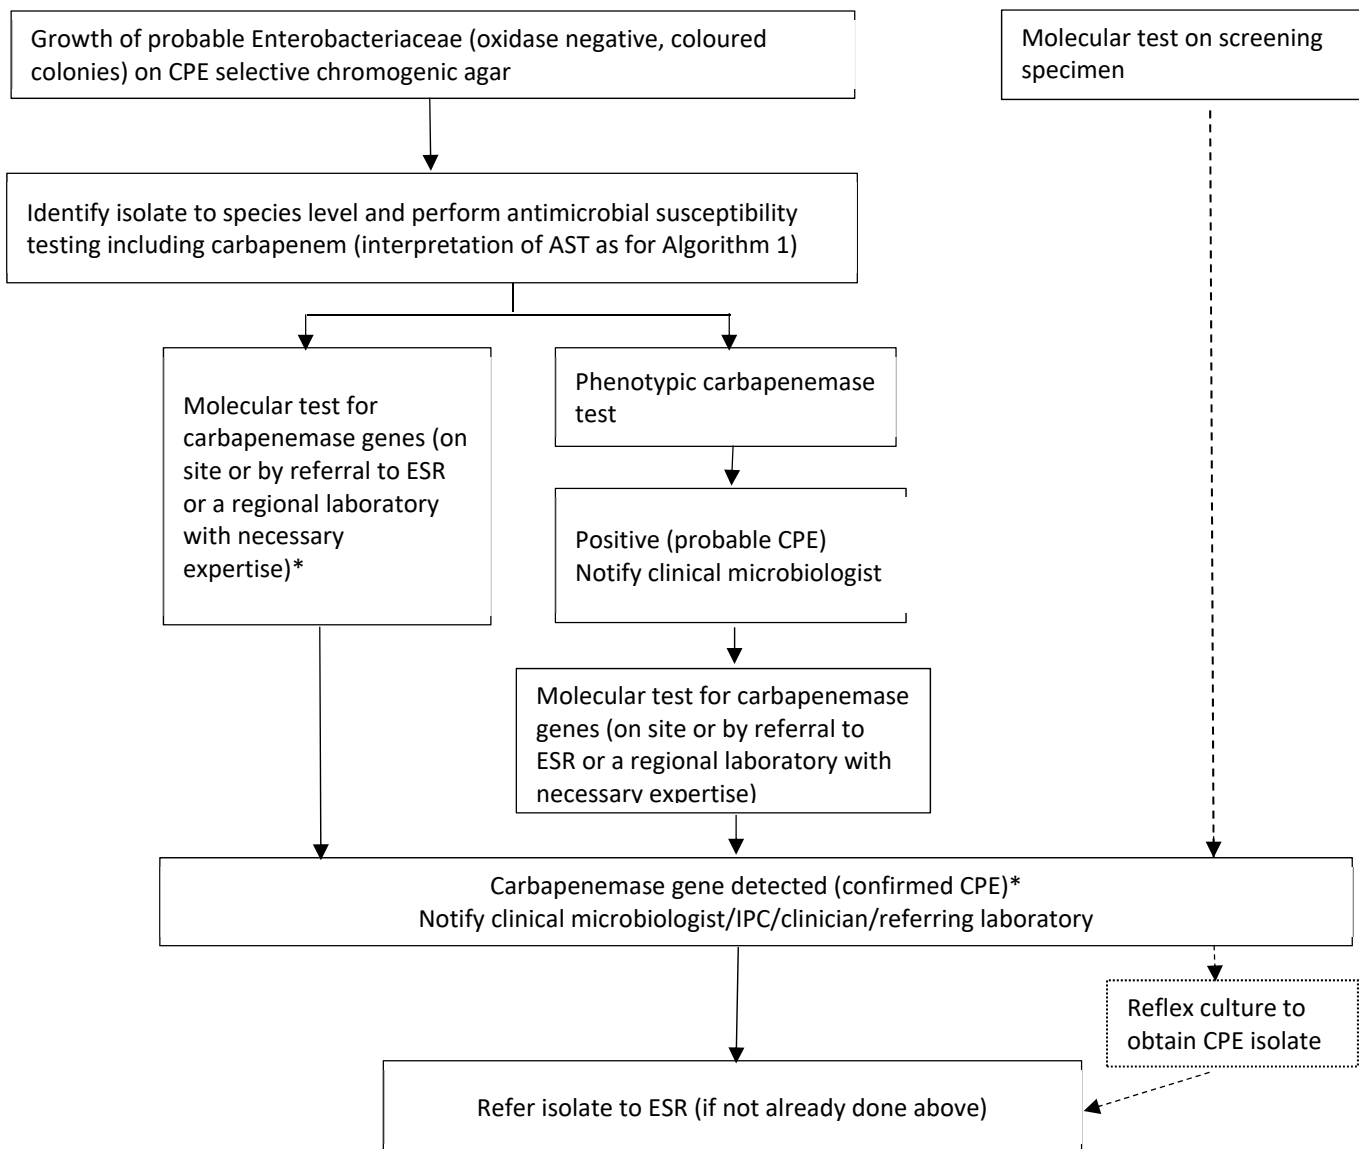 Growth of probable Enterobacteriaceae (oxidase negative, coloured
colonies) on CPE selective chromogenic agar
Molecular test on screening
specimen
Identify isolate to species level and perform antimicrobial susceptibility
testing including carbapenem (interpretation of AST as for Algorithm 1)
Molecular test for
carbapenemase genes (on
site or by referral to ESR
or a regional laboratory
with necessary
expertise)*
Phenotypic carbapenemase
test
Positive (probable CPE)
Notify clinical microbiologist
Molecular test for carbapenemase
genes (on site or by referral to
ESR or a regional laboratory with
necessary expertise)
Carbapenemase gene detected (confirmed CPE)*
Notify clinical microbiologist/IPC/clinician/referring laboratory
Reflex culture to
obtain CPE isolate
Refer isolate to ESR (if not already done above)